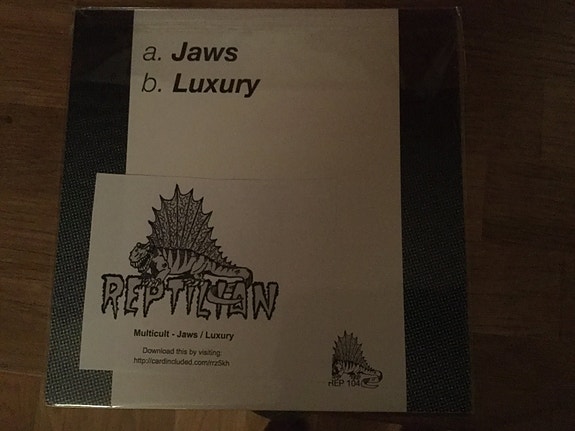 a. Jaws
b. Luxury
REPTILIAN
Multicult - Jaws / Luxury
Download this by visiting:
http://cardincluded.com/rrz5kh
REP 104